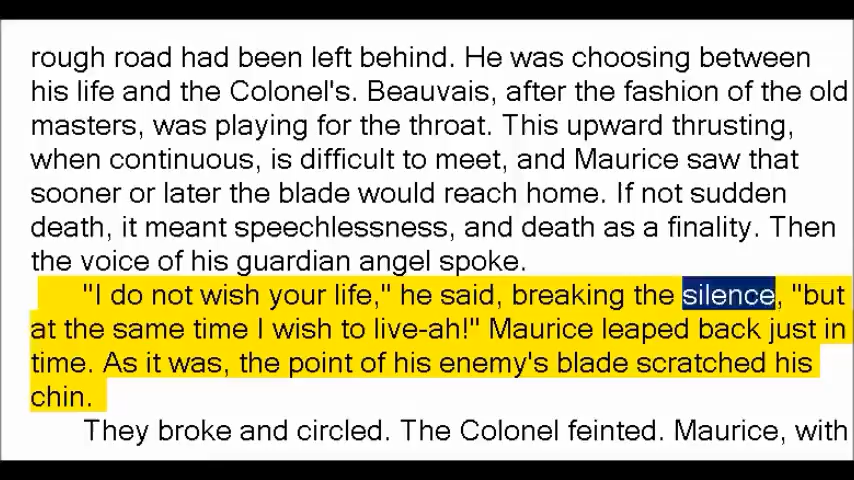 rough road had been left behind. He was choosing between
his life and the Colonel's. Beauvais, after the fashion of the old
masters, was playing for the throat. This upward thrusting,
when continuous, is difficult to meet, and Maurice saw that
sooner or later the blade would reach home. If not sudden
death, it meant speechlessness, and death as a finality. Then
the voice of his guardian angel spoke.
"I do not wish your life," he said, breaking the silence, "but
at the same time I wish to live-ah!" Maurice leaped back just in
time. As it was, the point of his enemy's blade scratched his
chin.
They broke and circled. The Colonel feinted. Maurice, with